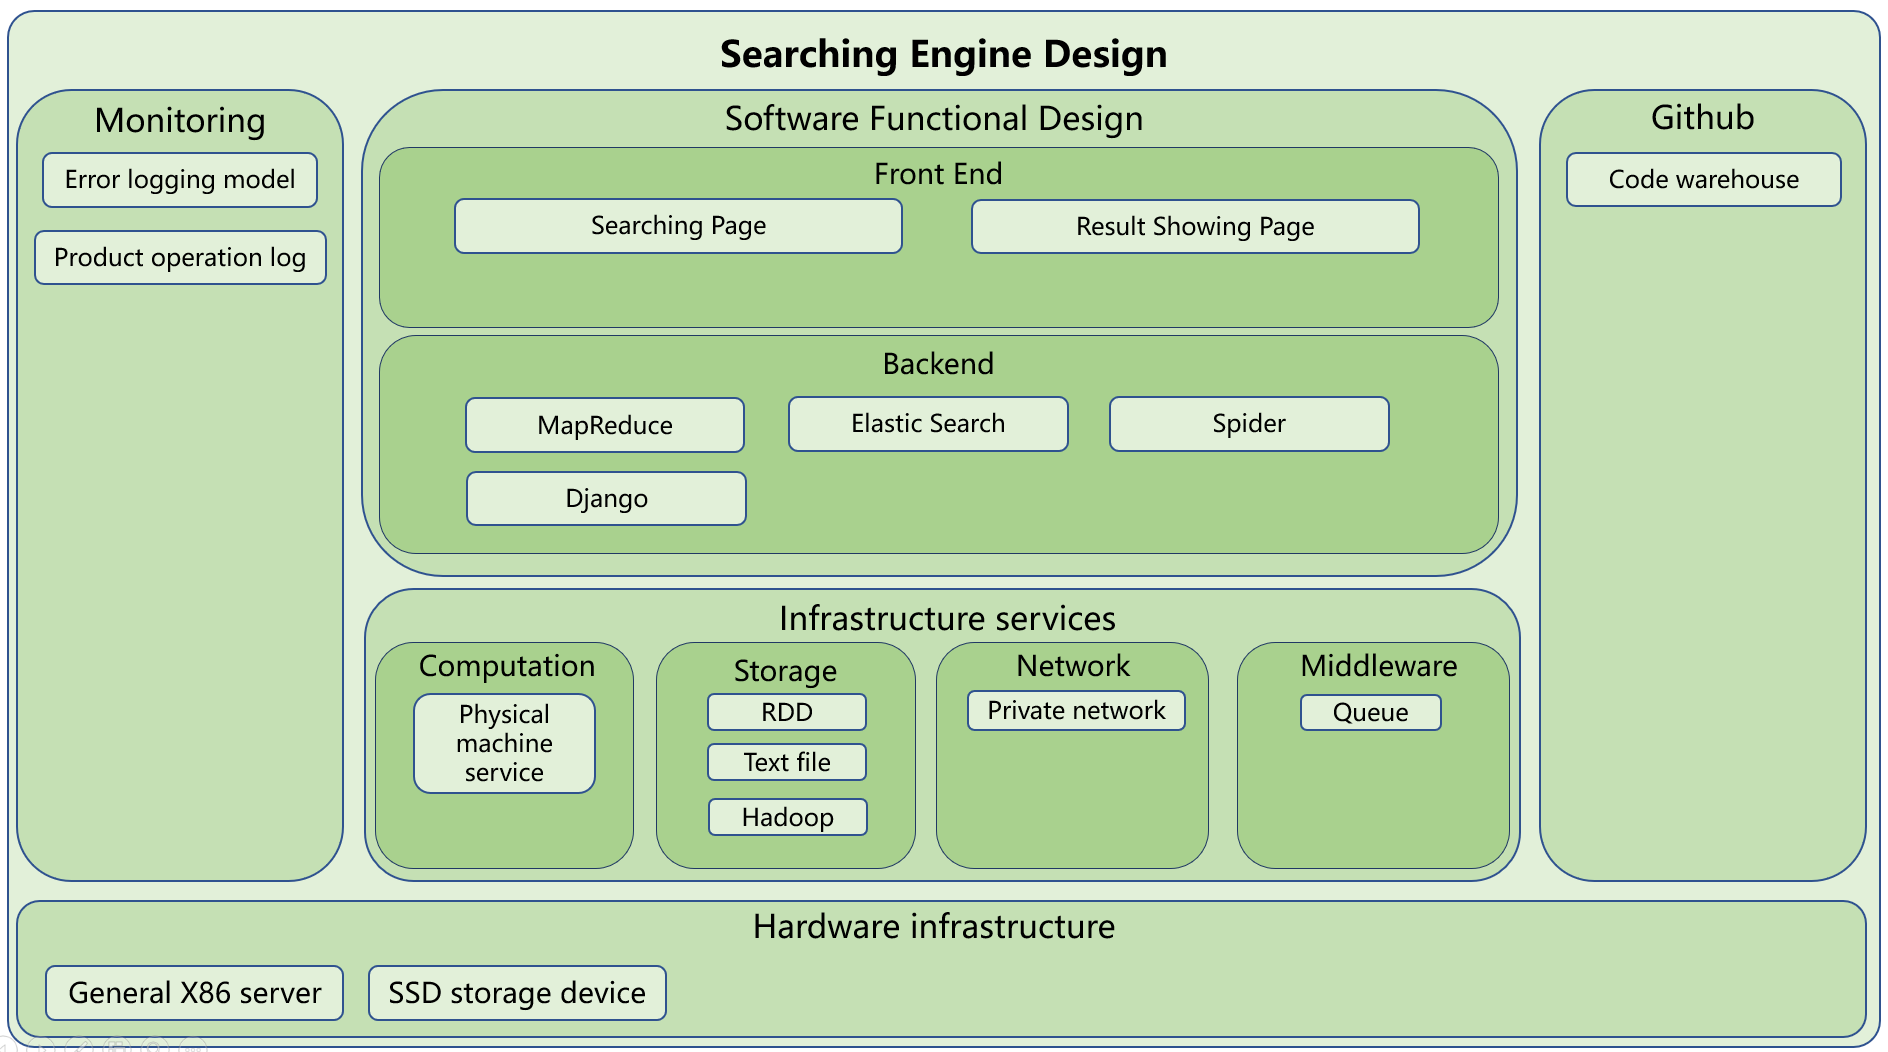 Searching Engine Design
Monitoring
Error logging model
Product operation log
Software Functional Design
Front End
Searching Page
Result Showing Page
Backend
MapReduce
Elastic Search
Spider
Django
Github
Code warehouse
Infrastructure services
Computation
Physical
machine
service
Storage
RDD
Text file
Hadoop
Network
Private network
Middleware
Queue
Hardware infrastructure
General X86 server
SSD storage device